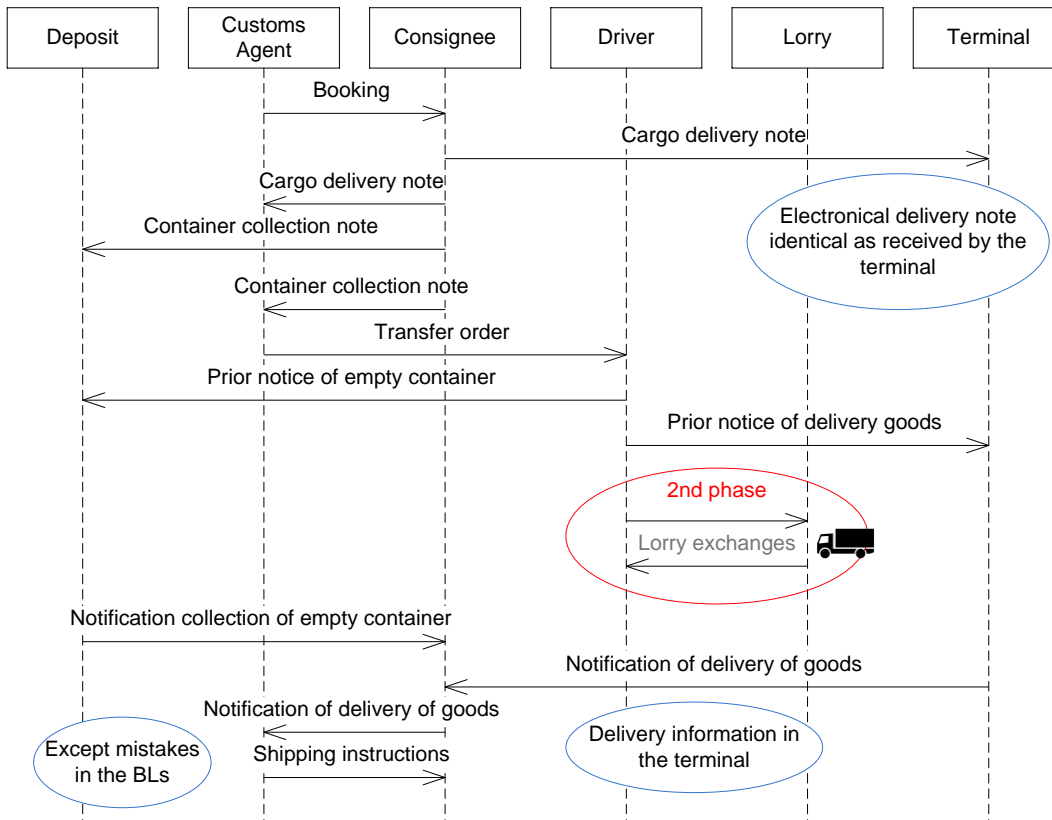 Deposit
Customs
Agent
Consignee
Driver
Lorry
Terminal
Booking
Cargo delivery note
Cargo delivery note
Electronical delivery note
identical as received by the
terminal
Container collection note
Container collection note
Transfer order
Prior notice of empty container
Prior notice of delivery goods
2nd phase
Lorry exchanges
Notification collection of empty container
Notification of delivery of goods
Notification of delivery of goods
Delivery information in
the terminal
Except mistakes
in the BLs
Shipping instructions